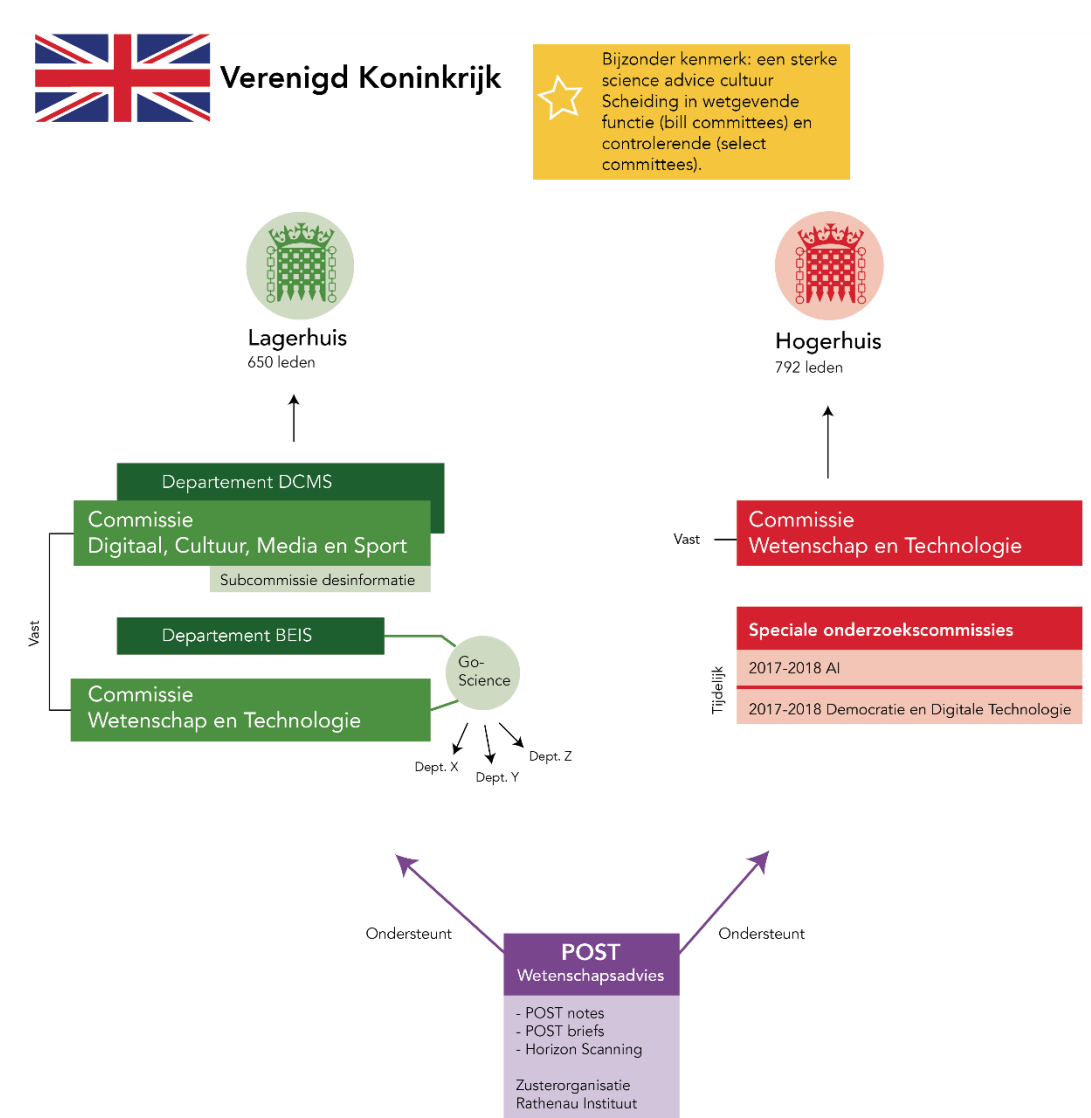 Verenigd Koninkrijk
Bijzonder kenmerk: een sterke
science advice cultuur
Scheiding in wetgevende
functie (bill committees) en
controlerende (select
committees).
Lagerhuis
650 leden
Hogerhuis
792 leden
Departement DCMS
Commissie
Digitaal, Cultuur, Media en Sport
Subcommissie desinformatie
Vast
Departement BEIS
Go-
Science
Commissie
Wetenschap en Technologie
Dept. X
Dept. Y
Dept. Z
Vast
Commissie
Wetenschap en Technologie
Tijdelijk
Speciale onderzoekscommissies
2017-2018 AI
2017-2018 Democratie en Digitale Technologie
Ondersteunt
Ondersteunt
POST
Wetenschapsadvies
- POST notes
- POST briefs
- Horizon Scanning
Zusterorganisatie
Rathenau Instituut